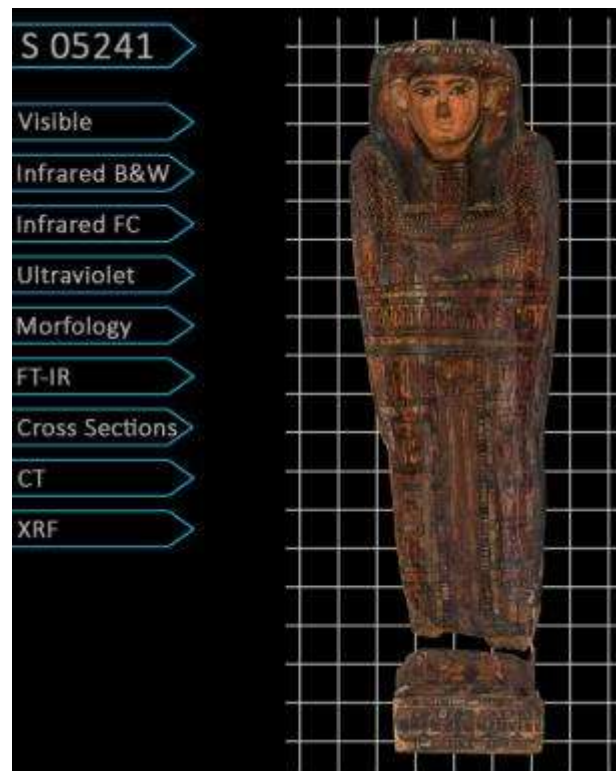 S 05241
Visible
Infrared B&W
Infrared FC
Ultraviolet
Morfology
FT-IR
Cross Sections
CT
XRF